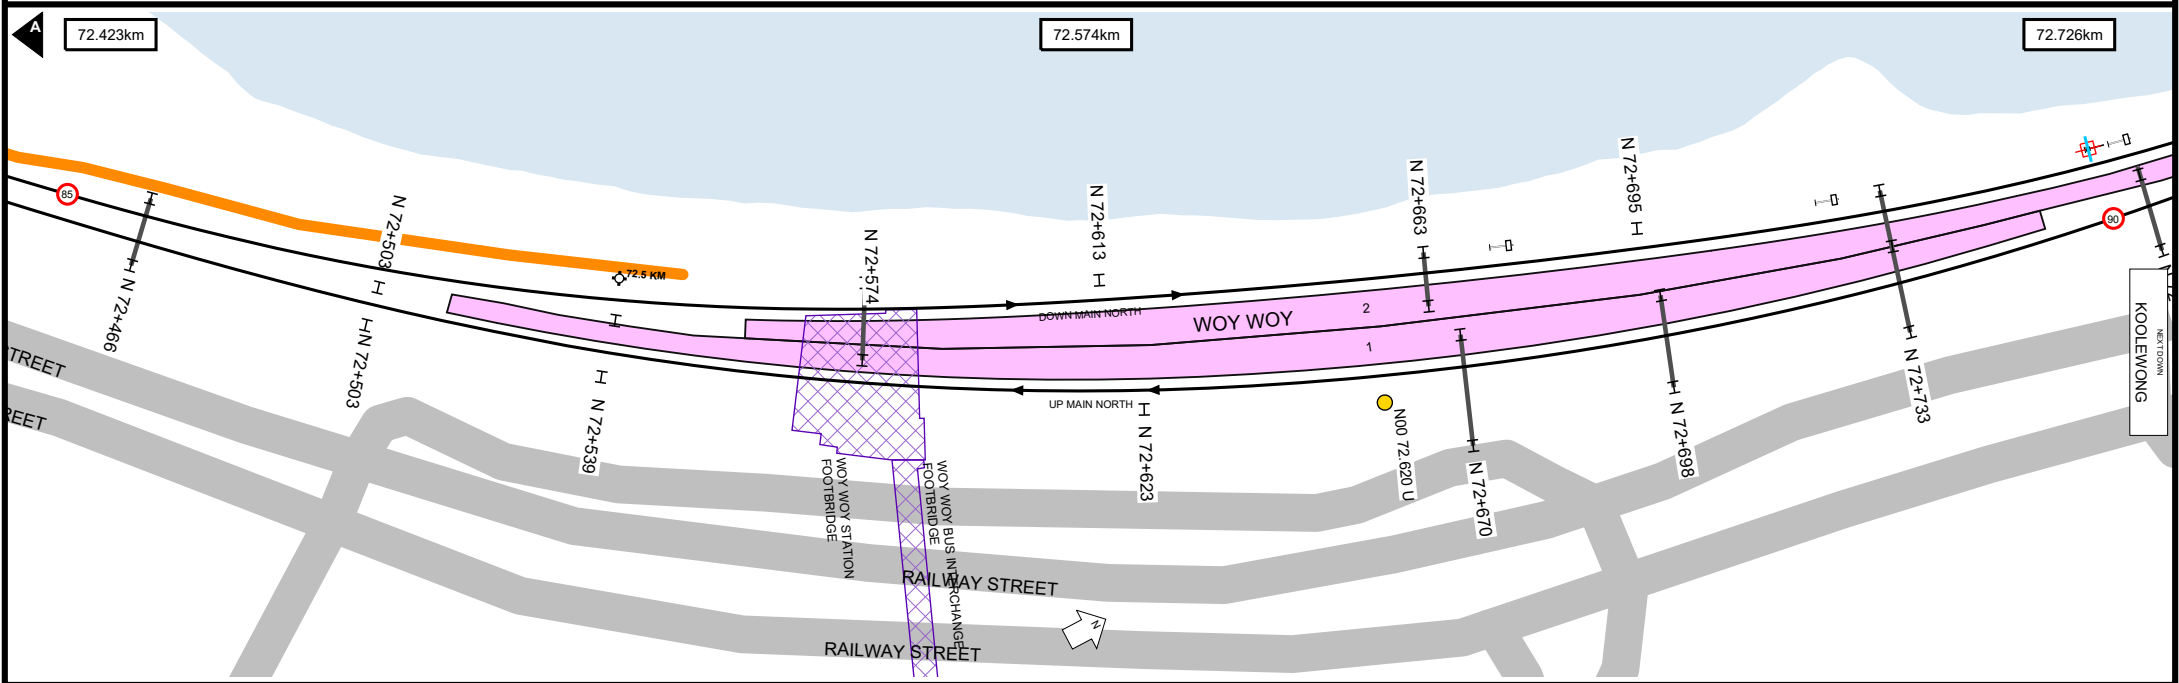 A
72.423km
72.574km
72.726km
85
N 72+466
N 72+503
N 72+503
72.5 KM
N 72+539
N 72+574
N 72+613
DOWN MAIN NORTH
WOY WOY
2
1
UP MAIN NORTH
N 72+623
N 72+663
N 72+695
N00 72.620 U
N 72+670
N 72+698
N 72+733
90
NEXT DOWN
KOOLEWONG
TREET
REET
WOY WOY STATION
FOOTBRIDGE
WOY WOY BUS INTERCHANGE
FOOTBRIDGE
RAILWAY STREET
RAILWAY STREET
N